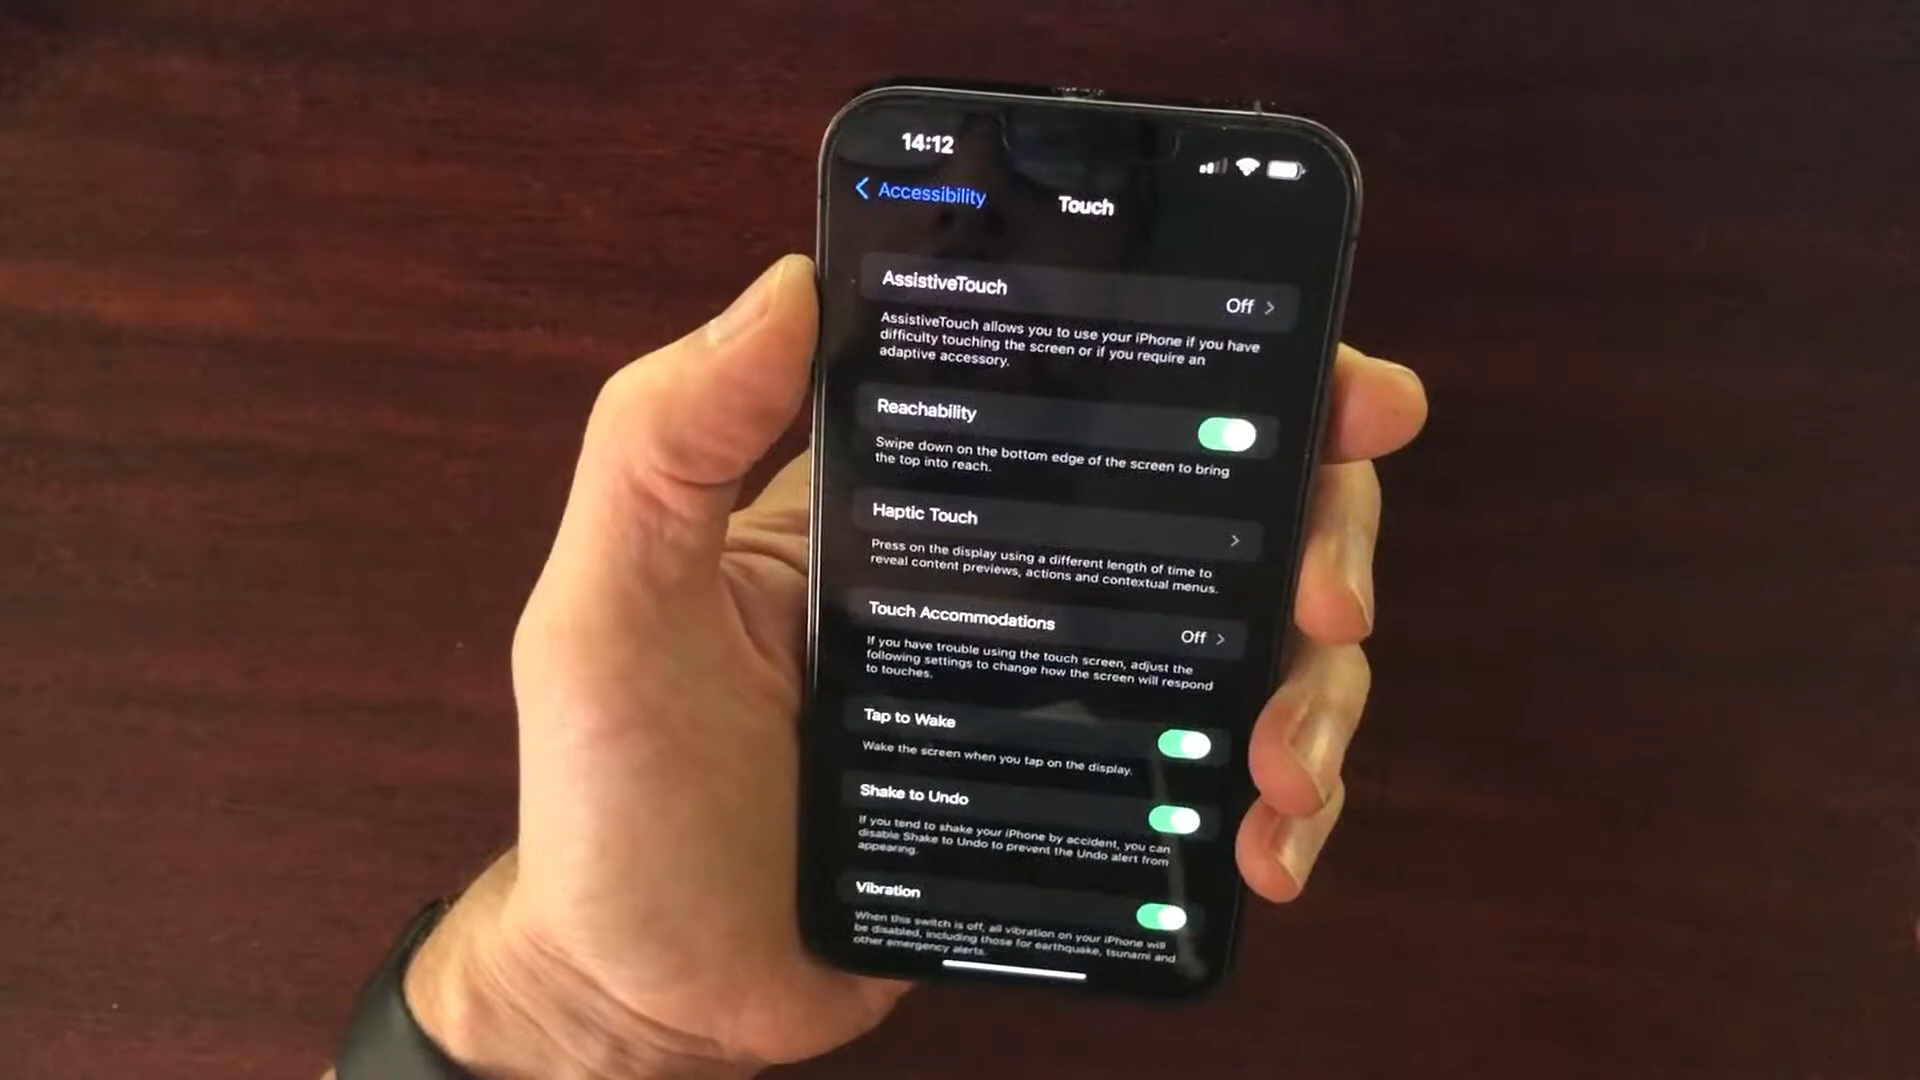 14:12
Accessibility
Touch
AssistiveTouch
Off
AssistiveTouch allows you to use your iPhone if you have
difficulty touching the screen or if you require an
adaptive accessory.
Reachability
Swipe down on the bottom edge of the screen to bring
the top into reach.
Haptic Touch
Press on the display using a different length of time to
reveal content previews, actions and contextual menus.
Touch Accommodations
Off
If you have trouble using the touch screen, adjust the
following settings to change how the screen will respond
to touches.
Tap to Wake
Wake the screen when you tap on the display.
Shake to Undo
If you tend to shake your iPhone by accident, you can
disable Shake to Undo to prevent the Undo alert from
appearing.
Vibration
When this switch is off, all vibration on your iPhone will
be disabled, including those for earthquake, tsunami and
other emergency alerts.